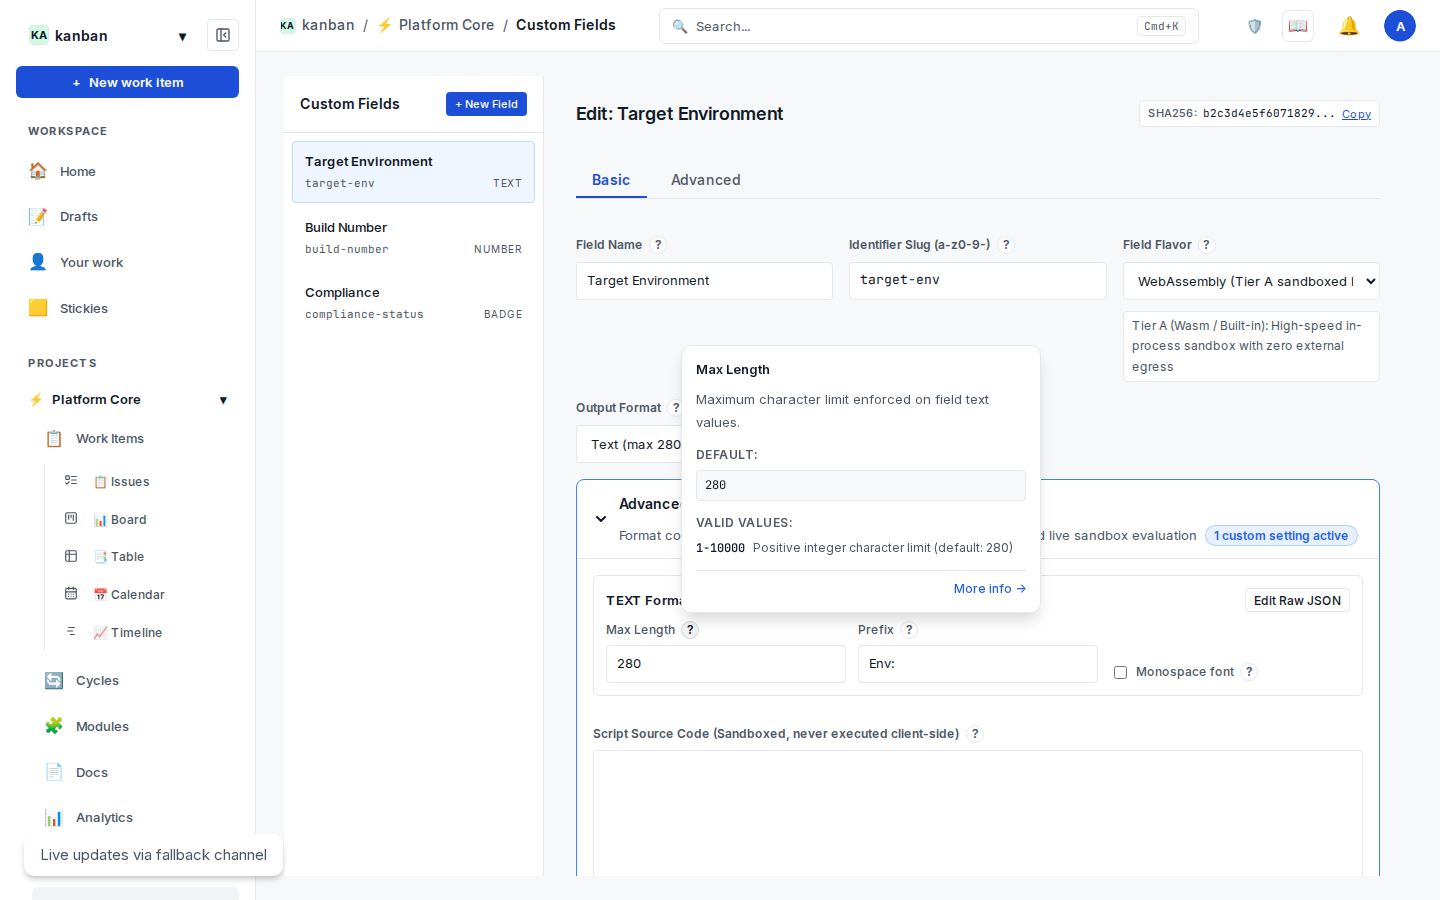 KA kanban ▾
+ New work item
WORKSPACE
Home
Drafts
Your work
Stickies
PROJECTS
Platform Core ▾
Work Items
Issues
Board
Table
Calendar
Timeline
Cycles
Modules
Docs
Analytics
Live updates via fallback channel
KA kanban / Platform Core / Custom Fields
Search...
Cmd+K
A
Custom Fields
+ New Field
Target Environment
target-env TEXT
Build Number
build-number NUMBER
Compliance
compliance-status BADGE
Edit: Target Environment
SHA256: b2c3d4e5f6071829... Copy
Basic Advanced
Field Name ? Identifier Slug (a-z0-9-) ? Field Flavor ?
Target Environment target-env WebAssembly (Tier A sandboxed
Tier A (Wasm / Built-in): High-speed in-
process sandbox with zero external
egress
Output Format ?
Text (max 280
Max Length
Maximum character limit enforced on field text
values.
DEFAULT:
280
VALID VALUES:
1-10000 Positive integer character limit (default: 280)
More info →
Advance
Format co
d live sandbox evaluation 1 custom setting active
TEXT Forma
Edit Raw JSON
Max Length ? Prefix ?
280 Env: Monospace font ?
Script Source Code (Sandboxed, never executed client-side) ?